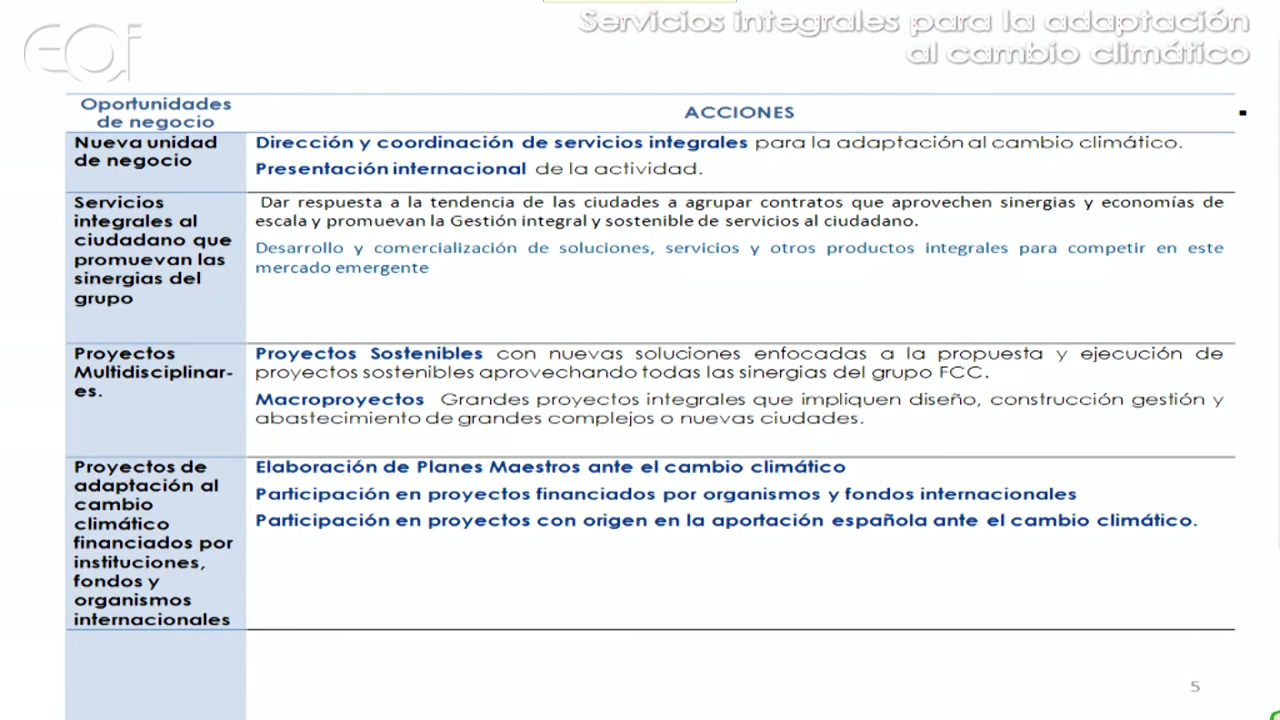 eoi
Servicios integrales para la adaptación
al cambio climático
Oportunidades
de negocio
ACCIONES
Nueva unidad
de negocio
Dirección y coordinación de servicios integrales para la adaptación al cambio climático.
Presentación internacional de la actividad.
Servicios
integrales al
ciudadano que
promuevan las
sinergias del
grupo
Dar respuesta a la tendencia de las ciudades a agrupar contratos que aprovechen sinergias y economías de
escala y promuevan la Gestión integral y sostenible de servicios al ciudadano.
Desarrollo y comercialización de soluciones, servicios y otros productos integrales para competir en este
mercado emergente
Proyectos
Multidisciplinar-
es.
Proyectos Sostenibles con nuevas soluciones enfocadas a la propuesta y ejecución de
proyectos sostenibles aprovechando todas las sinergias del grupo FCC.
Macroproyectos Grandes proyectos integrales que impliquen diseño, construcción gestión y
abastecimiento de grandes complejos o nuevas ciudades.
Proyectos de
adaptación al
cambio
climático
financiados por
instituciones,
fondos y
organismos
internacionales
Elaboración de Planes Maestros ante el cambio climático
Participación en proyectos financiados por organismos y fondos internacionales
Participación en proyectos con origen en la aportación española ante el cambio climático.
5